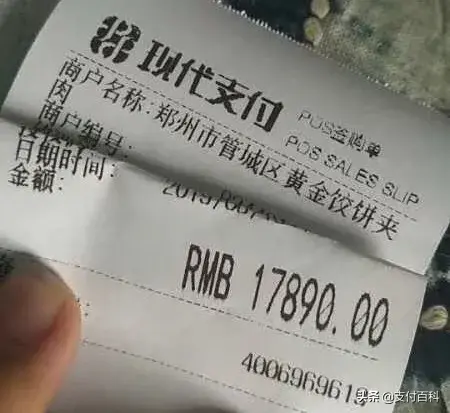 现代支付
POS签购单
POS SALES SLIP
商户名称:郑州市管城区黄金饺饼夹
肉
商户编号:
日期时间:
金额:
RMB 17890.00
4006969619
头条 @支付百科